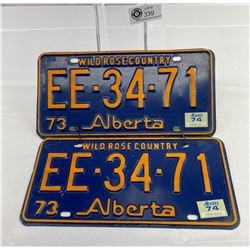 339
WILD ROSE COUNTRY
EE·34-71
73 Alberta
74
WILD ROSE COUNTRY
EE·34-71
73 Alberta
74